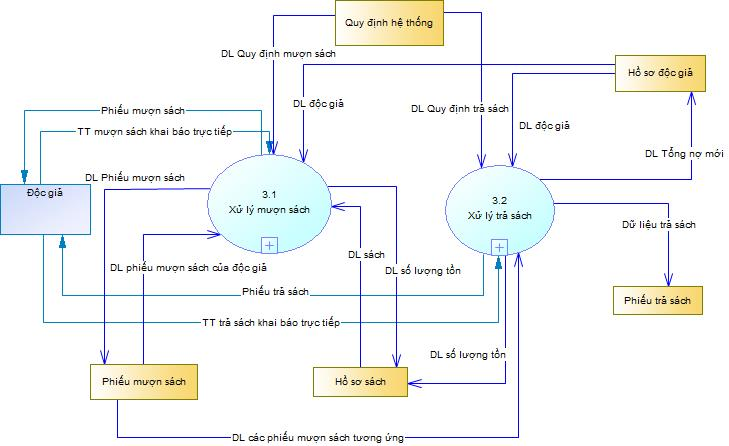 Quy định hệ thống
DL Quy định mượn sách
Hồ sơ độc giả
Phiếu mượn sách
DL độc giả
DL Quy định trả sách
TT mượn sách khai báo trực tiếp
DL độc giả
DL Tổng nợ mới
DL Phiếu mượn sách
Độc giả
3.1
Xử lý mượn sách
3.2
Xử lý trả sách
Dữ liệu trả sách
DL sách
DL phiếu mượn sách của độc giả
DL số lượng tồn
Phiếu trả sách
Phiếu trả sách
TT trả sách khai báo trực tiếp
DL số lượng tồn
Phiếu mượn sách
Hồ sơ sách
DL các phiếu mượn sách tương ứng